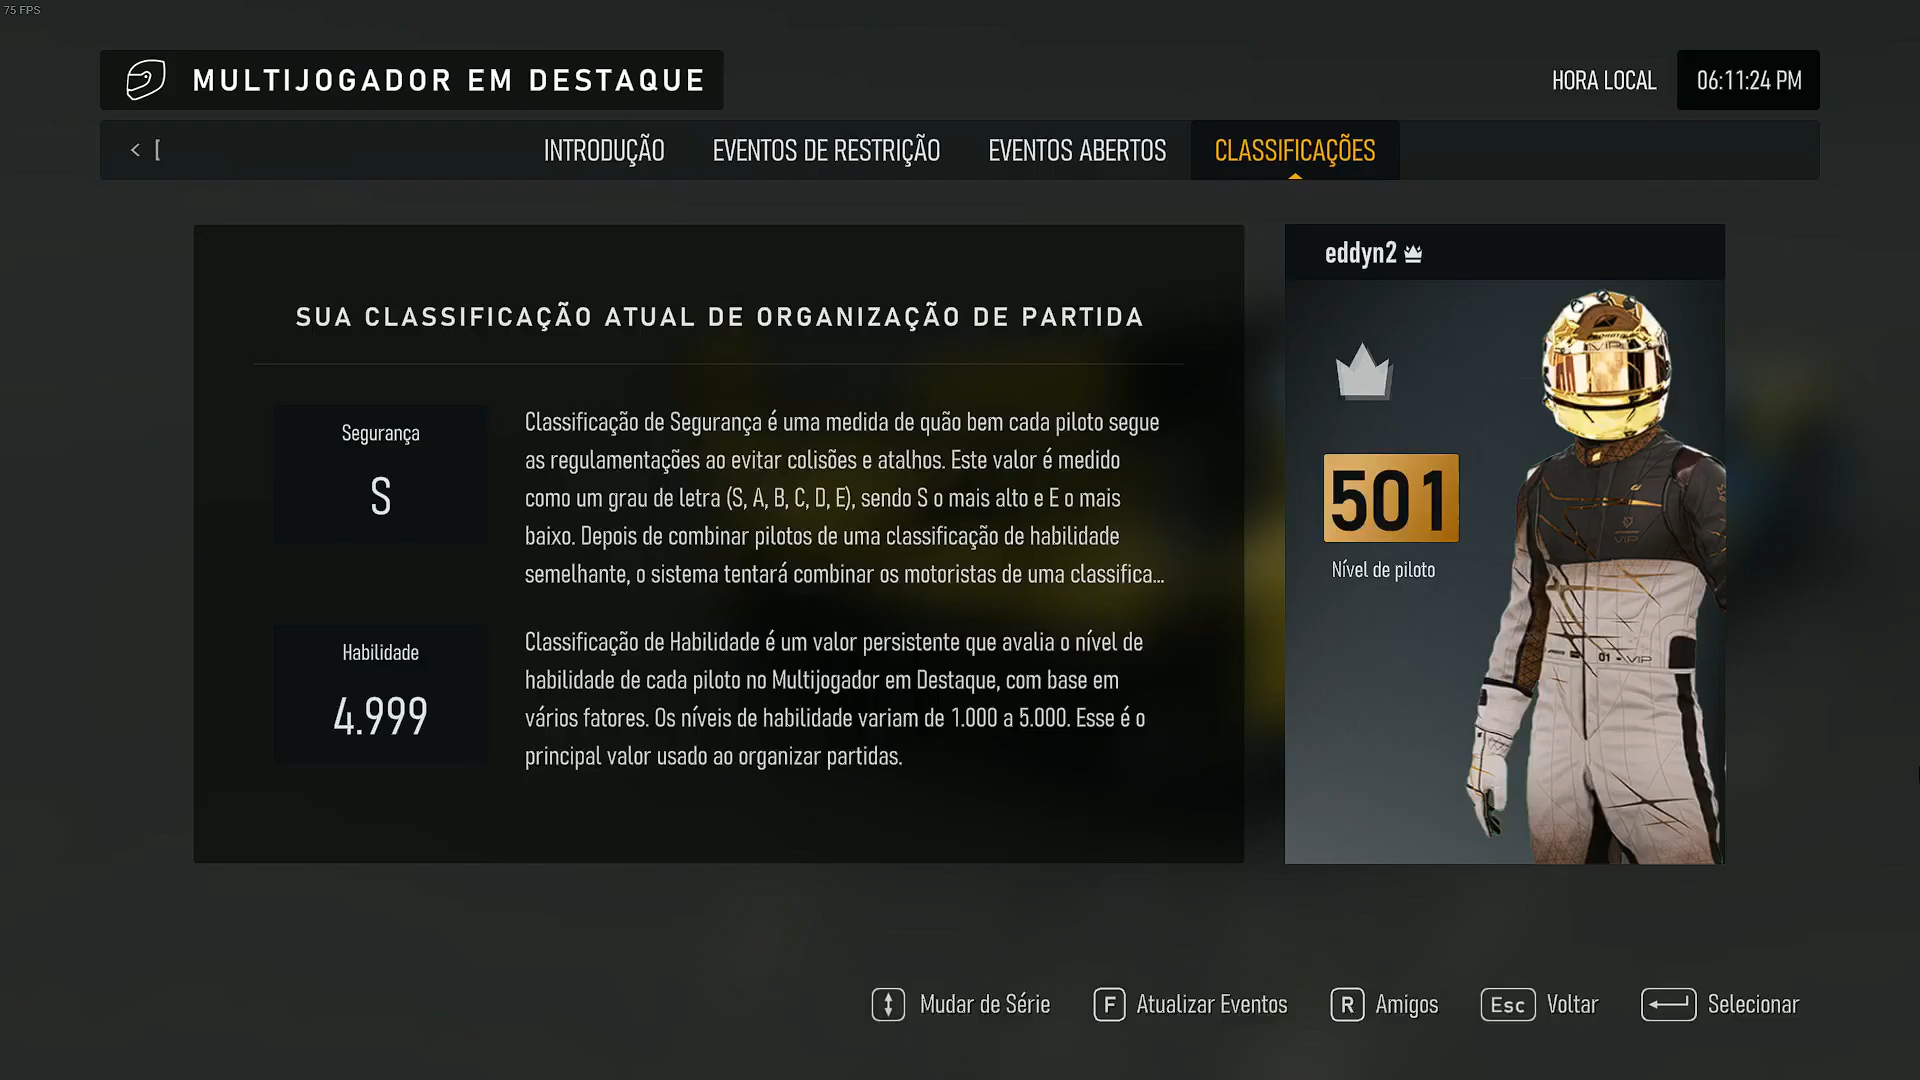 75 FPS
MULTIJOGADOR EM DESTAQUE
HORA LOCAL 06:11:24 PM
< [
INTRODUÇÃO EVENTOS DE RESTRIÇÃO EVENTOS ABERTOS CLASSIFICAÇÕES
SUA CLASSIFICAÇÃO ATUAL DE ORGANIZAÇÃO DE PARTIDA
Segurança
S
Classificação de Segurança é uma medida de quão bem cada piloto segue
as regulamentações ao evitar colisões e atalhos. Este valor é medido
como um grau de letra (S, A, B, C, D, E), sendo S o mais alto e E o mais
baixo. Depois de combinar pilotos de uma classificação de habilidade
semelhante, o sistema tentará combinar os motoristas de uma classifica...
Habilidade
4.999
Classificação de Habilidade é um valor persistente que avalia o nível de
habilidade de cada piloto no Multijogador em Destaque, com base em
vários fatores. Os níveis de habilidade variam de 1.000 a 5.000. Esse é o
principal valor usado ao organizar partidas.
eddyn2
501
Nível de piloto
VIP
VIP
01 - VIP
Mudar de Série
F Atualizar Eventos
R Amigos
Esc Voltar
Selecionar